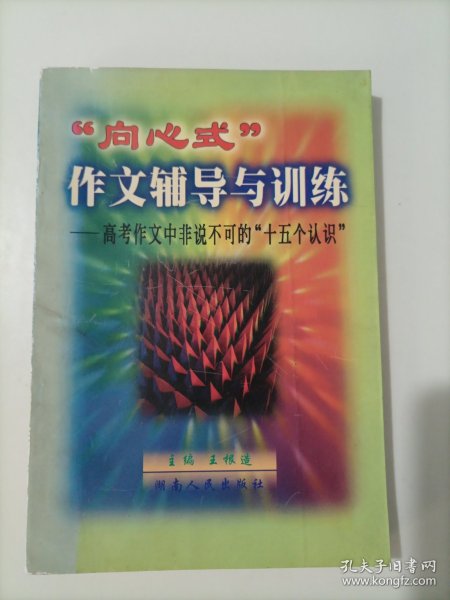 “向心式”
作文辅导与训练
——高考作文中非说不可的“十五个认识”
主编 王根造
湖南人民出版社
孔夫子旧书网
www.kongfz.com